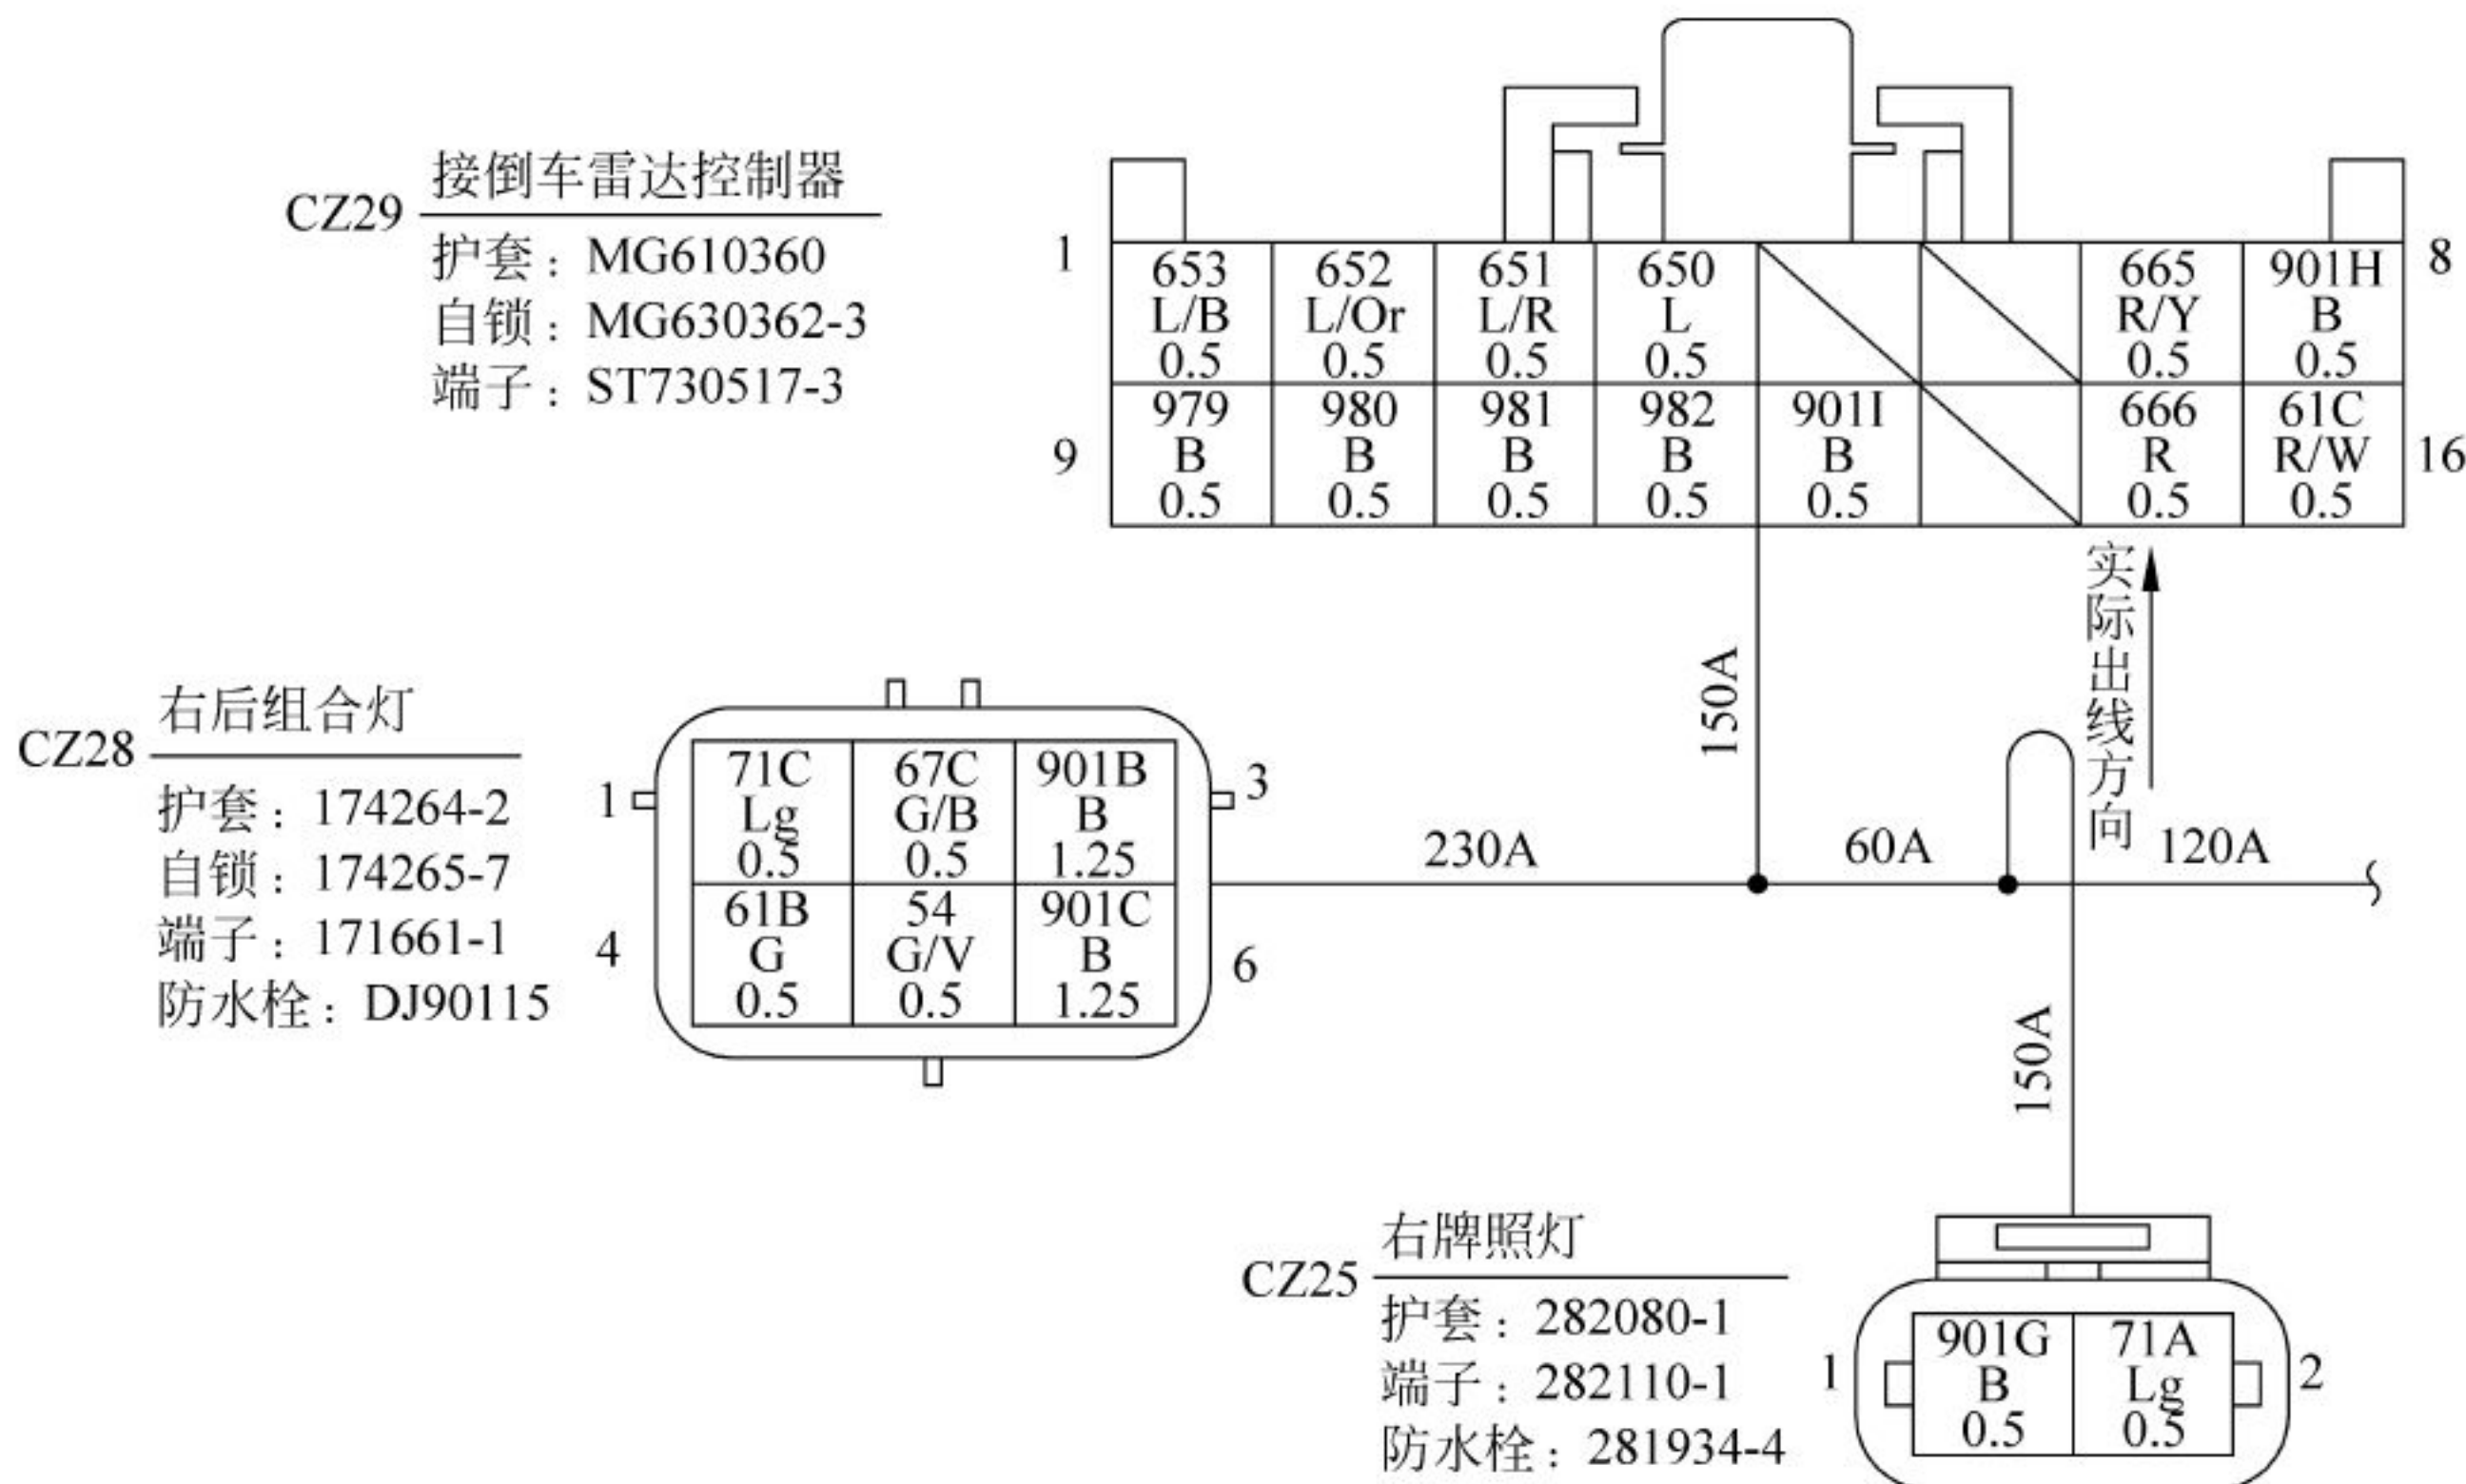 接倒车雷达控制器
CZ29
护套：MG610360
自锁：MG630362-3
端子：ST730517-3
1
653 652 651 650 665 901H
L/B L/Or L/R L R/Y B
0.5 0.5 0.5 0.5 0.5 0.5
8
9
979 980 981 982 901I 666 61C
B B B B B R R/W
0.5 0.5 0.5 0.5 0.5 0.5 0.5
16
实际出线方向
150A
右后组合灯
CZ28
护套：174264-2
自锁：174265-7
端子：171661-1
防水栓：DJ90115
1
71C 67C 901B
Lg G/B B
0.5 0.5 1.25
3
4
61B 54 901C
G G/V B
0.5 0.5 1.25
6
230A 60A 120A
150A
右牌照灯
CZ25
护套：282080-1
端子：282110-1
防水栓：281934-4
1
901G 71A
B Lg
0.5 0.5
2